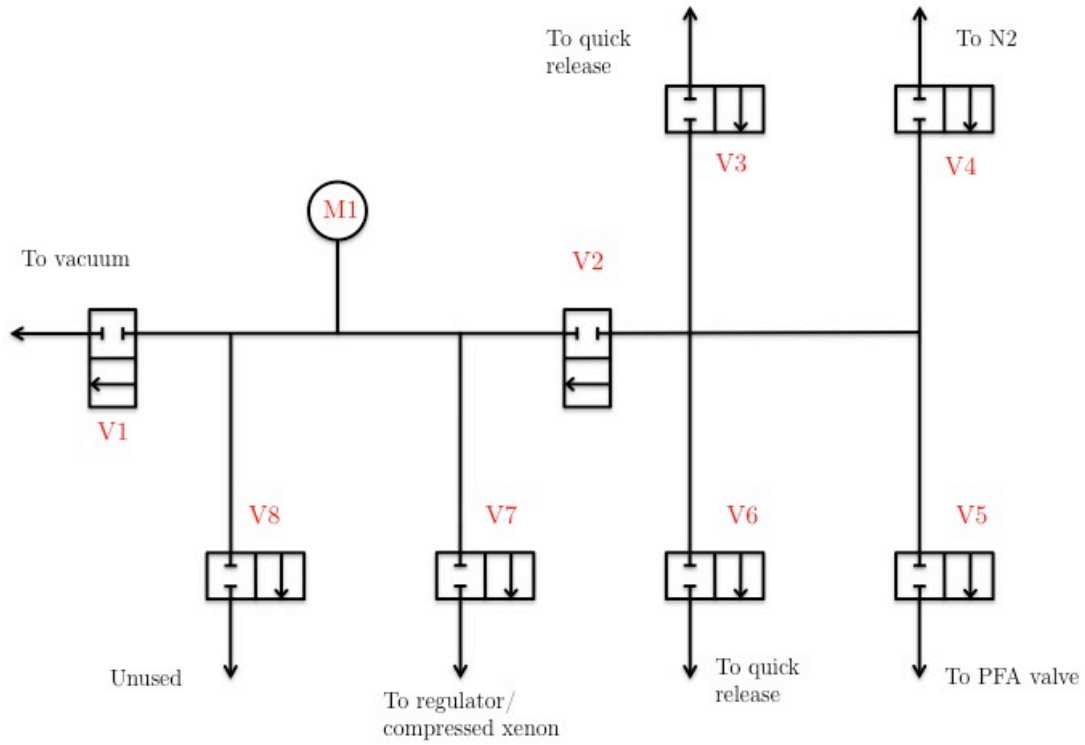 To quick
release
To N2
V3
V4
M1
To vacuum
V2
V1
V8
V7
V6
V5
Unused
To regulator/
compressed xenon
To quick
release
To PFA valve